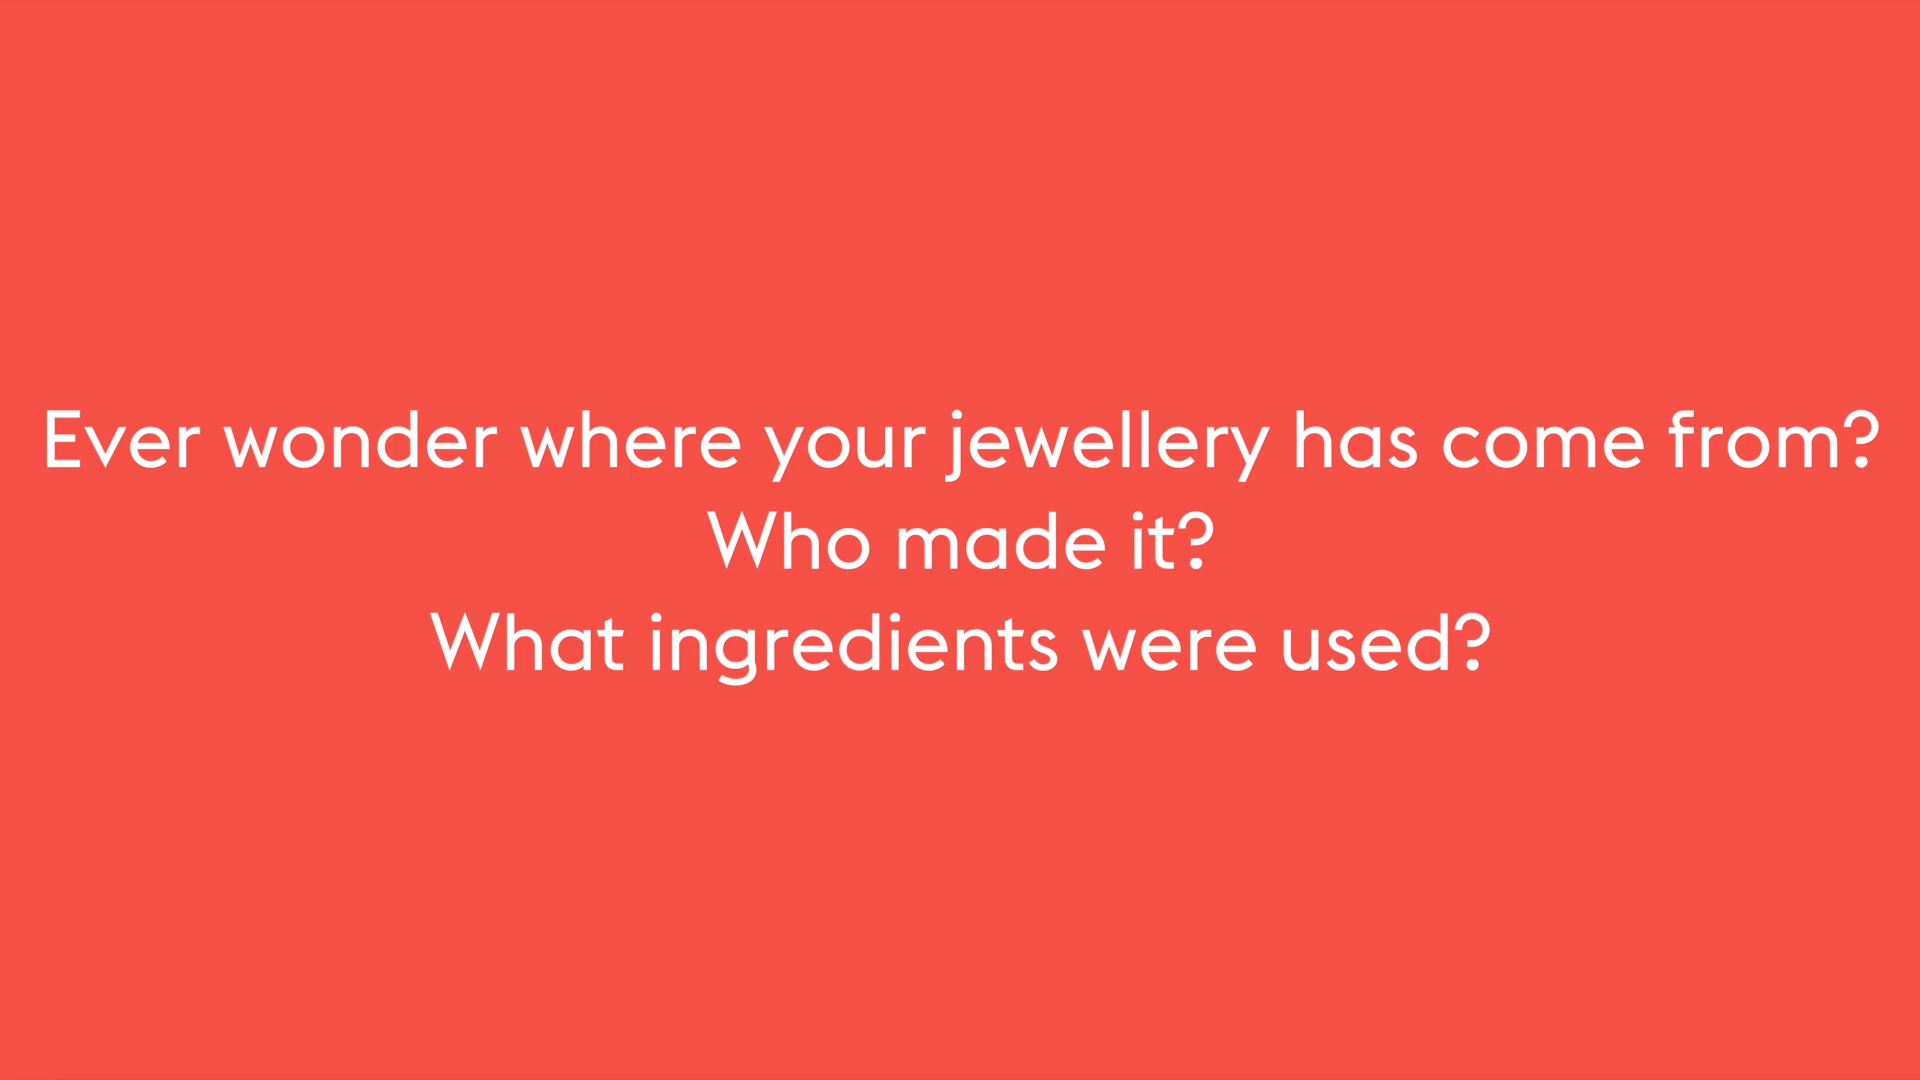 Ever wonder where your jewellery has come from?
Who made it?
What ingredients were used?